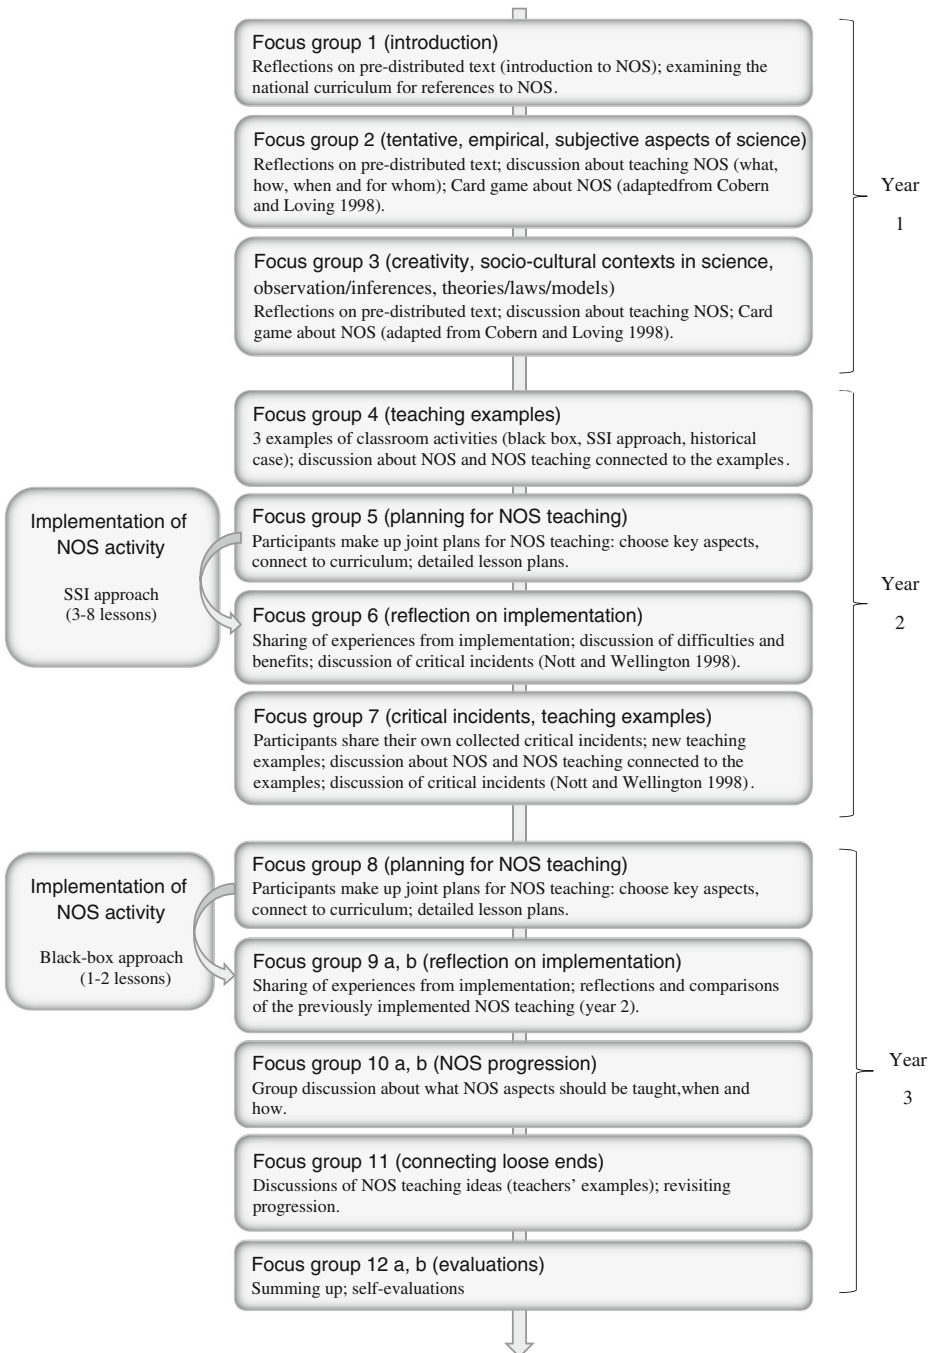 Focus group 1 (introduction)
Reflections on pre-distributed text (introduction to NOS); examining the
national curriculum for references to NOS.
Focus group 2 (tentative, empirical, subjective aspects of science)
Reflections on pre-distributed text; discussion about teaching NOS (what,
how, when and for whom); Card game about NOS (adaptedfrom Cobern
and Loving 1998).
Focus group 3 (creativity, socio-cultural contexts in science,
observation/inferences, theories/laws/models)
Reflections on pre-distributed text; discussion about teaching NOS; Card
game about NOS (adapted from Cobern and Loving 1998).
Year
1
Focus group 4 (teaching examples)
3 examples of classroom activities (black box, SSI approach, historical
case); discussion about NOS and NOS teaching connected to the examples.
Implementation of
NOS activity
SSI approach
(3-8 lessons)
Focus group 5 (planning for NOS teaching)
Participants make up joint plans for NOS teaching: choose key aspects,
connect to curriculum; detailed lesson plans.
Focus group 6 (reflection on implementation)
Sharing of experiences from implementation; discussion of difficulties and
benefits; discussion of critical incidents (Nott and Wellington 1998).
Focus group 7 (critical incidents, teaching examples)
Participants share their own collected critical incidents; new teaching
examples; discussion about NOS and NOS teaching connected to the
examples; discussion of critical incidents (Nott and Wellington 1998).
Year
2
Focus group 8 (planning for NOS teaching)
Participants make up joint plans for NOS teaching: choose key aspects,
connect to curriculum; detailed lesson plans.
Implementation of
NOS activity
Black-box approach
(1-2 lessons)
Focus group 9 a, b (reflection on implementation)
Sharing of experiences from implementation; reflections and comparisons
of the previously implemented NOS teaching (year 2).
Focus group 10 a, b (NOS progression)
Group discussion about what NOS aspects should be taught,when and
how.
Focus group 11 (connecting loose ends)
Discussions of NOS teaching ideas (teachers’ examples); revisiting
progression.
Focus group 12 a, b (evaluations)
Summing up; self-evaluations
Year
3